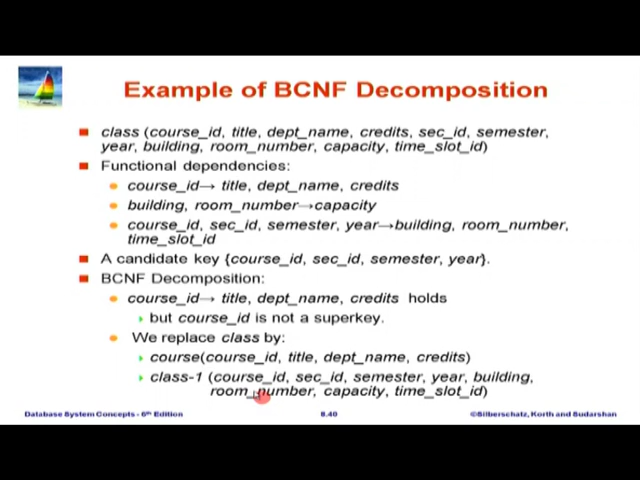 Example of BCNF Decomposition
class (course_id, title, dept_name, credits, sec_id, semester,
year, building, room_number, capacity, time_slot_id)
Functional dependencies:
course_id→ title, dept_name, credits
building, room_number→capacity
course_id, sec_id, semester, year→building, room_number,
time_slot_id
A candidate key {course_id, sec_id, semester, year}.
BCNF Decomposition:
course_id→ title, dept_name, credits holds
but course_id is not a superkey.
We replace class by:
course(course_id, title, dept_name, credits)
class-1 (course_id, sec_id, semester, year, building,
room_number, capacity, time_slot_id)
Database System Concepts - 6th Edition 8.40 ©Silberschatz, Korth and Sudarshan